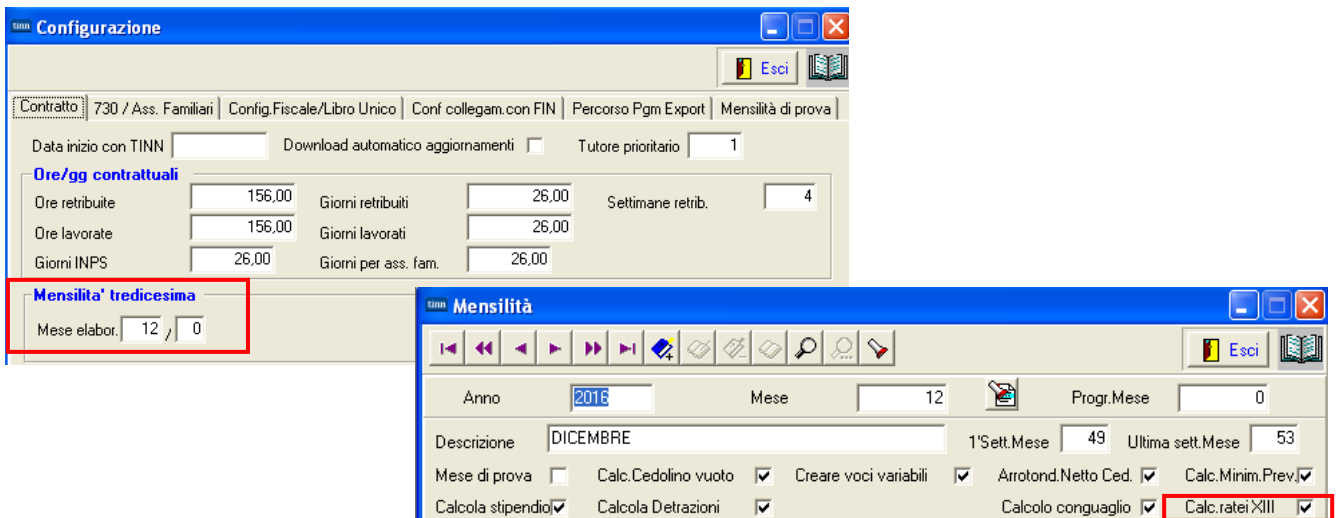 tinn Configurazione
Esci
Contratto 730 / Ass. Familiari Config.Fiscale/Libro Unico Conf collegam.con FIN Percorso Pgm Export Mensilità di prova
Data inizio con TINN Download automatico aggiornamenti Tutore prioritario 1
Ore/gg contrattuali
Ore retribuite 156,00 Giorni retribuiti 26,00 Settimane retrib. 4
Ore lavorate 156,00 Giorni lavorati 26,00
Giorni INPS 26,00 Giorni per ass. fam. 26,00
Mensilita' tredicesima
Mese elabor. 12 / 0
tinn Mensilità
Esci
Anno 2016 Mese 12 Progr.Mese 0
Descrizione DICEMBRE 1'Sett.Mese 49 Ultima sett.Mese 53
Mese di prova Calc.Cedolino vuoto Creare voci variabili Arrotond.Netto Ced. Calc.Minim.Prev.
Calcola stipendio Calcola Detrazioni Calcolo conguaglio Calc.ratei XIII